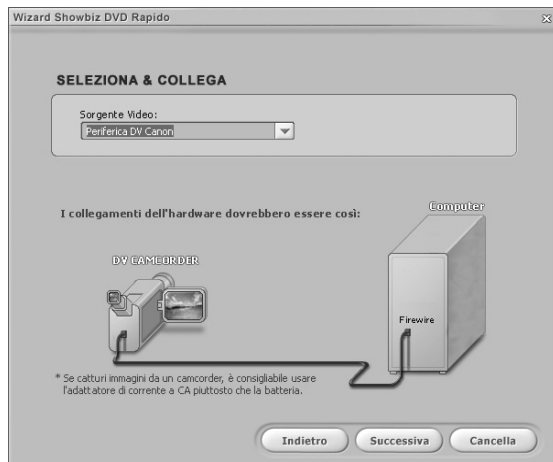 Wizard Showbiz DVD Rapido
x
SELEZIONA & COLLEGA
Sorgente Video:
Periferica DV Canon
I collegamenti dell'hardware dovrebbero essere così:
Computer
DV CAMCORDER
Firewire
* Se catturi immagini da un camcorder, è consigliabile usare
l'adattatore di corrente a CA piuttosto che la batteria.
Indietro
Successiva
Cancella